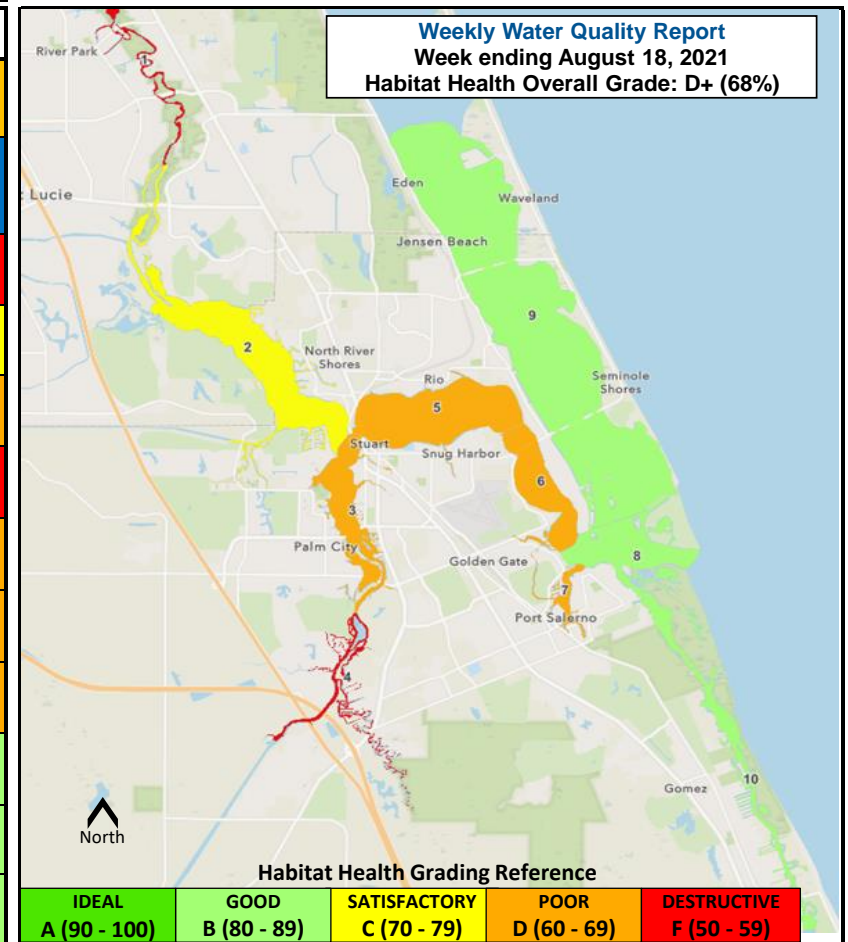 Weekly Water Quality Report
Week ending August 18, 2021
Habitat Health Overall Grade: D+ (68%)
River Park
1
Lucie
Eden
Waveland
Jensen Beach
9
2
North River
Shores
Rio
Seminole
Shores
5
Stuart
Snug Harbor
6
3
Palm City
Golden Gate
8
7
Port Salerno
4
10
Gomez
North
Habitat Health Grading Reference
IDEAL
A (90 - 100)
GOOD
B (80 - 89)
SATISFACTORY
C (70 - 79)
POOR
D (60 - 69)
DESTRUCTIVE
F (50 - 59)